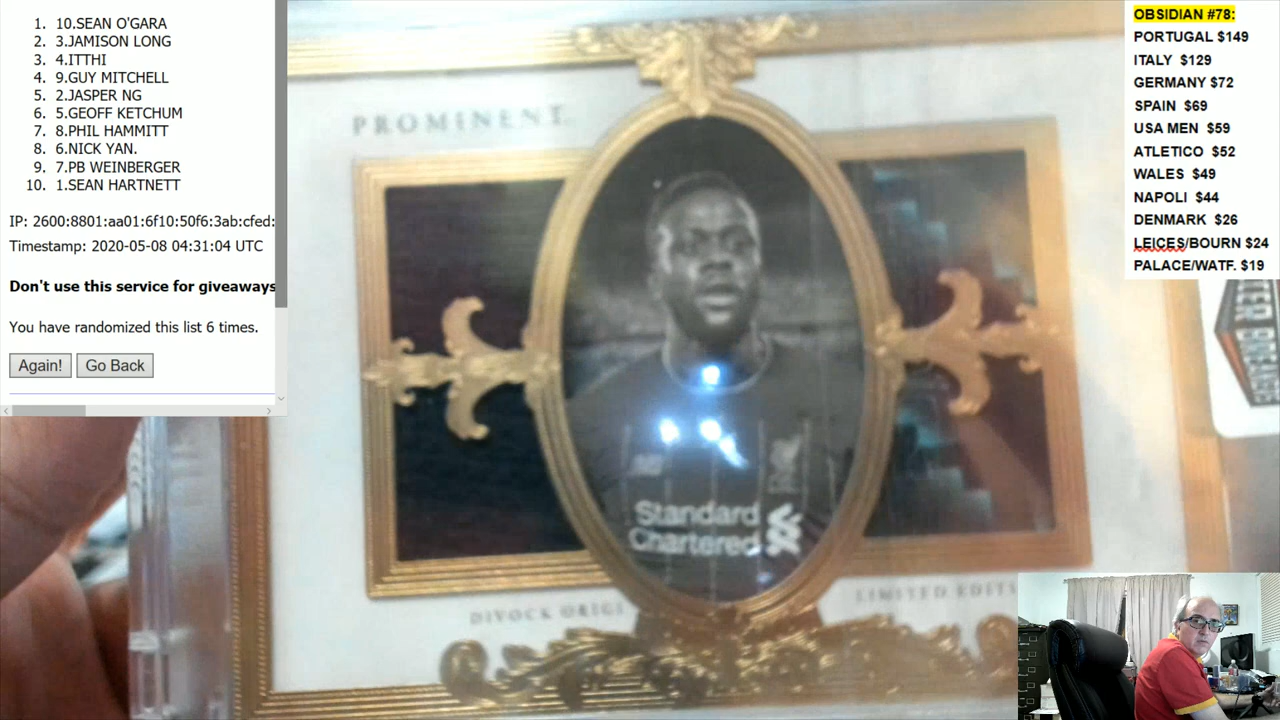 1. 10.SEAN O'GARA
2. 3.JAMISON LONG
3. 4.ITTHI
4. 9.GUY MITCHELL
5. 2.JASPER NG
6. 5.GEOFF KETCHUM
7. 8.PHIL HAMMITT
8. 6.NICK YAN.
9. 7.PB WEINBERGER
10. 1.SEAN HARTNETT
IP: 2600:8801:aa01:6f10:50f6:3ab:cfed:
Timestamp: 2020-05-08 04:31:04 UTC
Don't use this service for giveaways
You have randomized this list 6 times.
Again! Go Back
PROMINENT
Standard
Chartered
DIVOCK ORIGI
LIMITED EDITI
OBSIDIAN #78:
PORTUGAL $149
ITALY $129
GERMANY $72
SPAIN $69
USA MEN $59
ATLETICO $52
WALES $49
NAPOLI $44
DENMARK $26
LEICES/BOURN $24
PALACE/WATF. $19